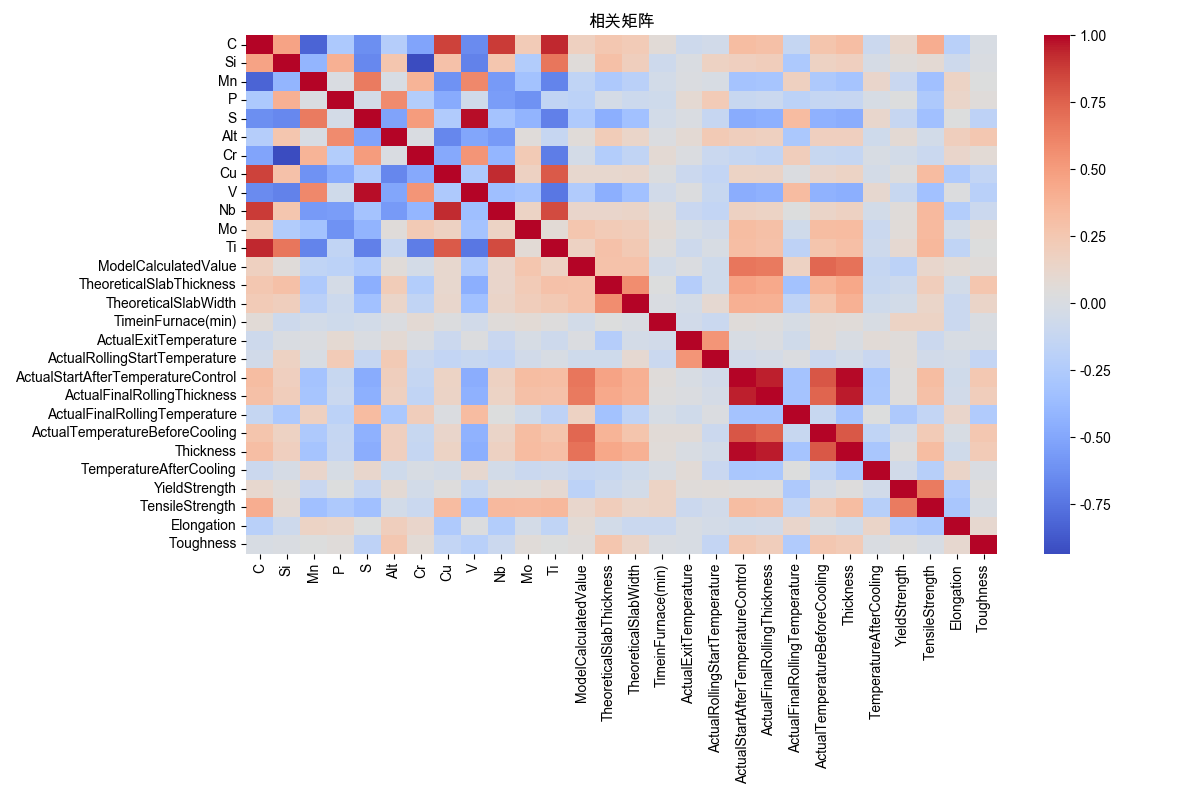 相关矩阵
C
Si
Mn
P
S
Alt
Cr
Cu
V
Nb
Mo
Ti
ModelCalculatedValue
TheoreticalSlabThickness
TheoreticalSlabWidth
TimeinFurnace(min)
ActualExitTemperature
ActualRollingStartTemperature
ActualStartAfterTemperatureControl
ActualFinalRollingThickness
ActualFinalRollingTemperature
ActualTemperatureBeforeCooling
Thickness
TemperatureAfterCooling
YieldStrength
TensileStrength
Elongation
Toughness
C
Si
Mn
P
S
Alt
Cr
Cu
V
Nb
Mo
Ti
ModelCalculatedValue
TheoreticalSlabThickness
TheoreticalSlabWidth
TimeinFurnace(min)
ActualExitTemperature
ActualRollingStartTemperature
ActualStartAfterTemperatureControl
ActualFinalRollingThickness
ActualFinalRollingTemperature
ActualTemperatureBeforeCooling
Thickness
TemperatureAfterCooling
YieldStrength
TensileStrength
Elongation
Toughness
1.00
0.75
0.50
0.25
0.00
-0.25
-0.50
-0.75